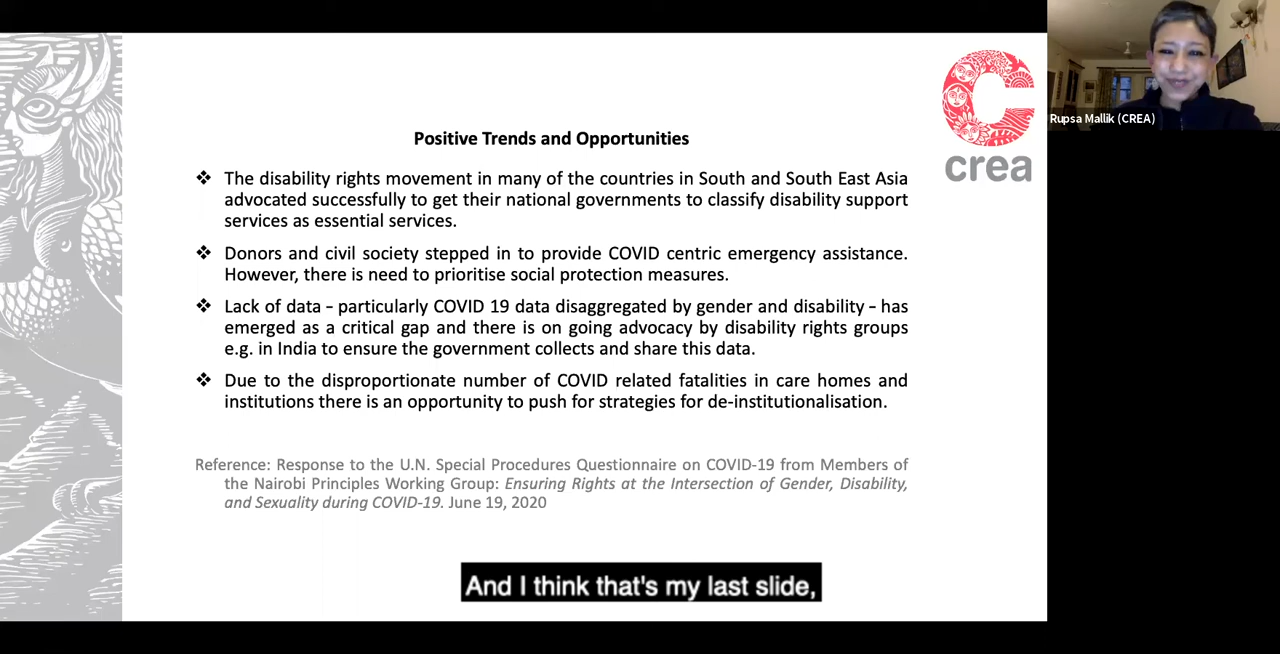 Positive Trends and Opportunities
❖ The disability rights movement in many of the countries in South and South East Asia
advocated successfully to get their national governments to classify disability support
services as essential services.
❖ Donors and civil society stepped in to provide COVID centric emergency assistance.
However, there is need to prioritise social protection measures.
❖ Lack of data - particularly COVID 19 data disaggregated by gender and disability - has
emerged as a critical gap and there is on going advocacy by disability rights groups
e.g. in India to ensure the government collects and share this data.
❖ Due to the disproportionate number of COVID related fatalities in care homes and
institutions there is an opportunity to push for strategies for de-institutionalisation.
Reference: Response to the U.N. Special Procedures Questionnaire on COVID-19 from Members of
the Nairobi Principles Working Group: Ensuring Rights at the Intersection of Gender, Disability,
and Sexuality during COVID-19. June 19, 2020
crea
Rupsa Mallik (CREA)
And I think that's my last slide,